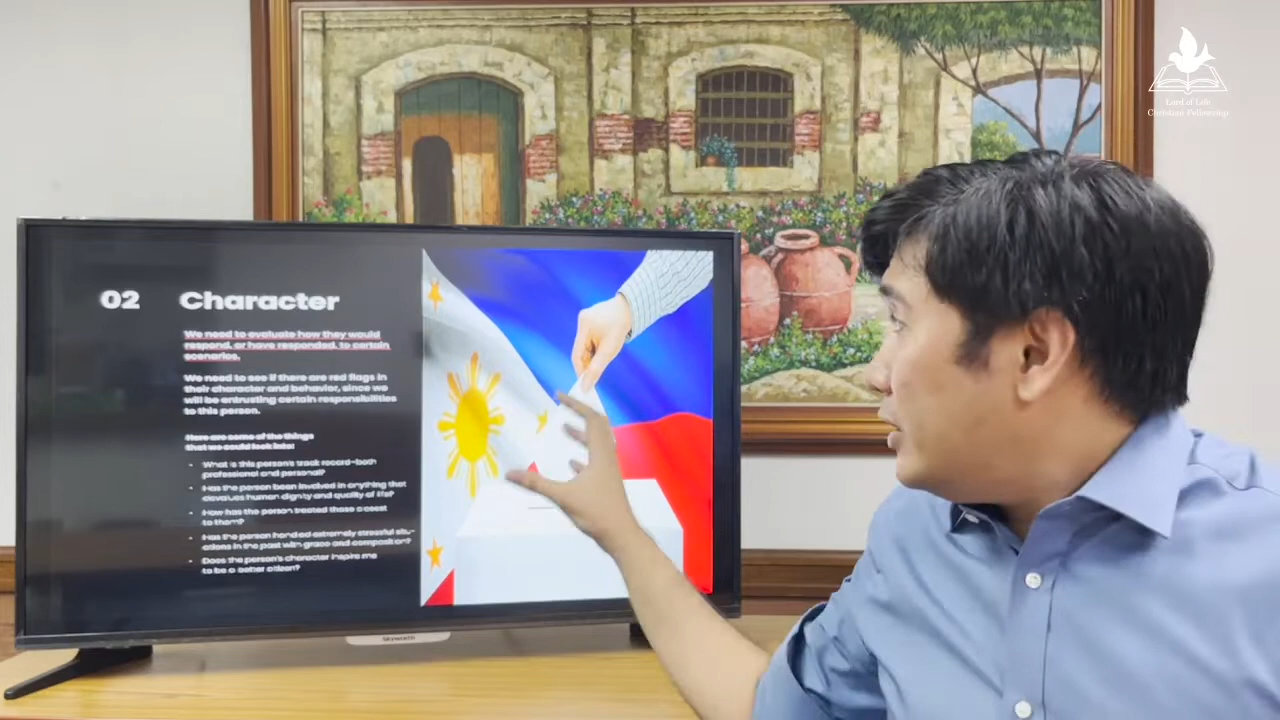 Lord of Life
Christian Fellowship
02 Character
We need to evaluate how they would
respond, or have responded, to certain
scenarios.
We need to see if there are red flags in
their character and behavior, since we
will be entrusting certain responsibilities
to this person.
Here are some of the things
that we could look into:
• What is this person's track record–both
professional and personal?
• Has the person been involved in anything that
devalues human dignity and quality of life?
• How has the person treated those closest
to them?
• Has the person handled extremely stressful situ-
ations in the past with grace and composition?
• Does the person's character inspire me
to be a better citizen?
Skyworth